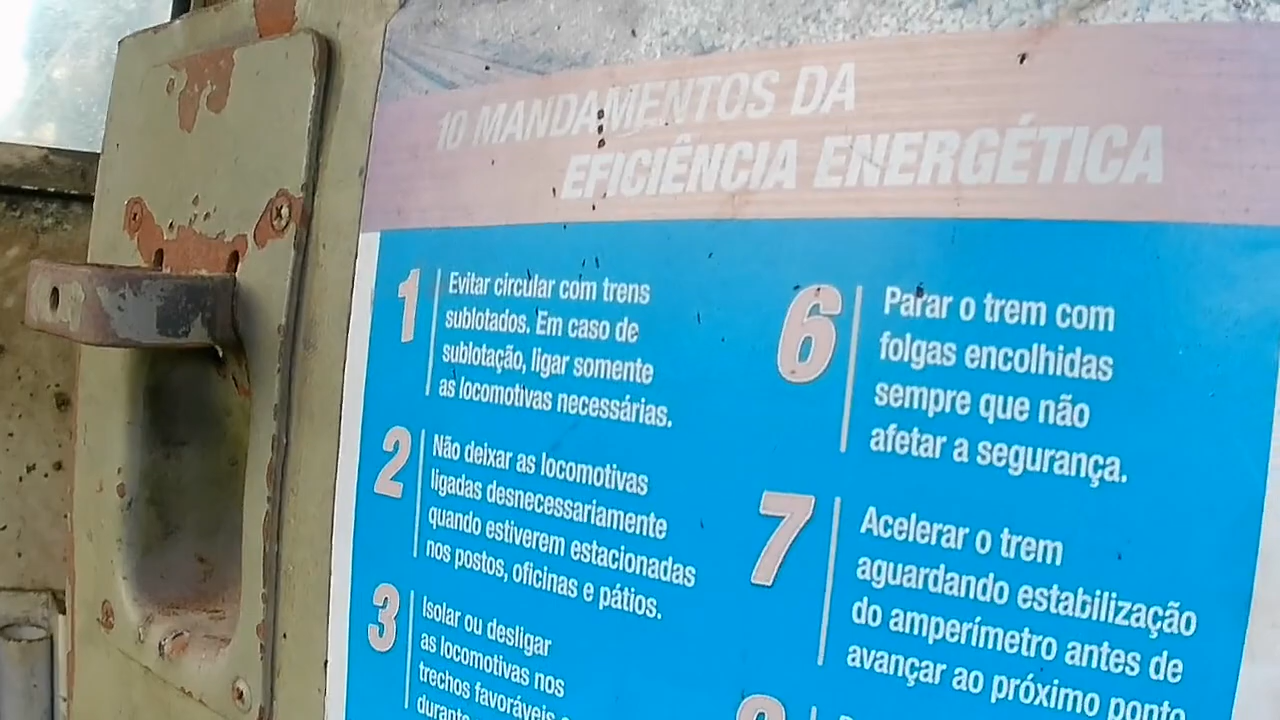 10 MANDAMENTOS DA
EFICIÊNCIA ENERGÉTICA
1
Evitar circular com trens
sublotados. Em caso de
sublotação, ligar somente
as locomotivas necessárias.
2
Não deixar as locomotivas
ligadas desnecessariamente
quando estiverem estacionadas
nos postos, oficinas e pátios.
3
Isolar ou desligar
as locomotivas nos
trechos favoráveis
6
Parar o trem com
folgas encolhidas
sempre que não
afetar a segurança.
7
Acelerar o trem
aguardando estabilização
do amperímetro antes de
avançar ao próximo ponto